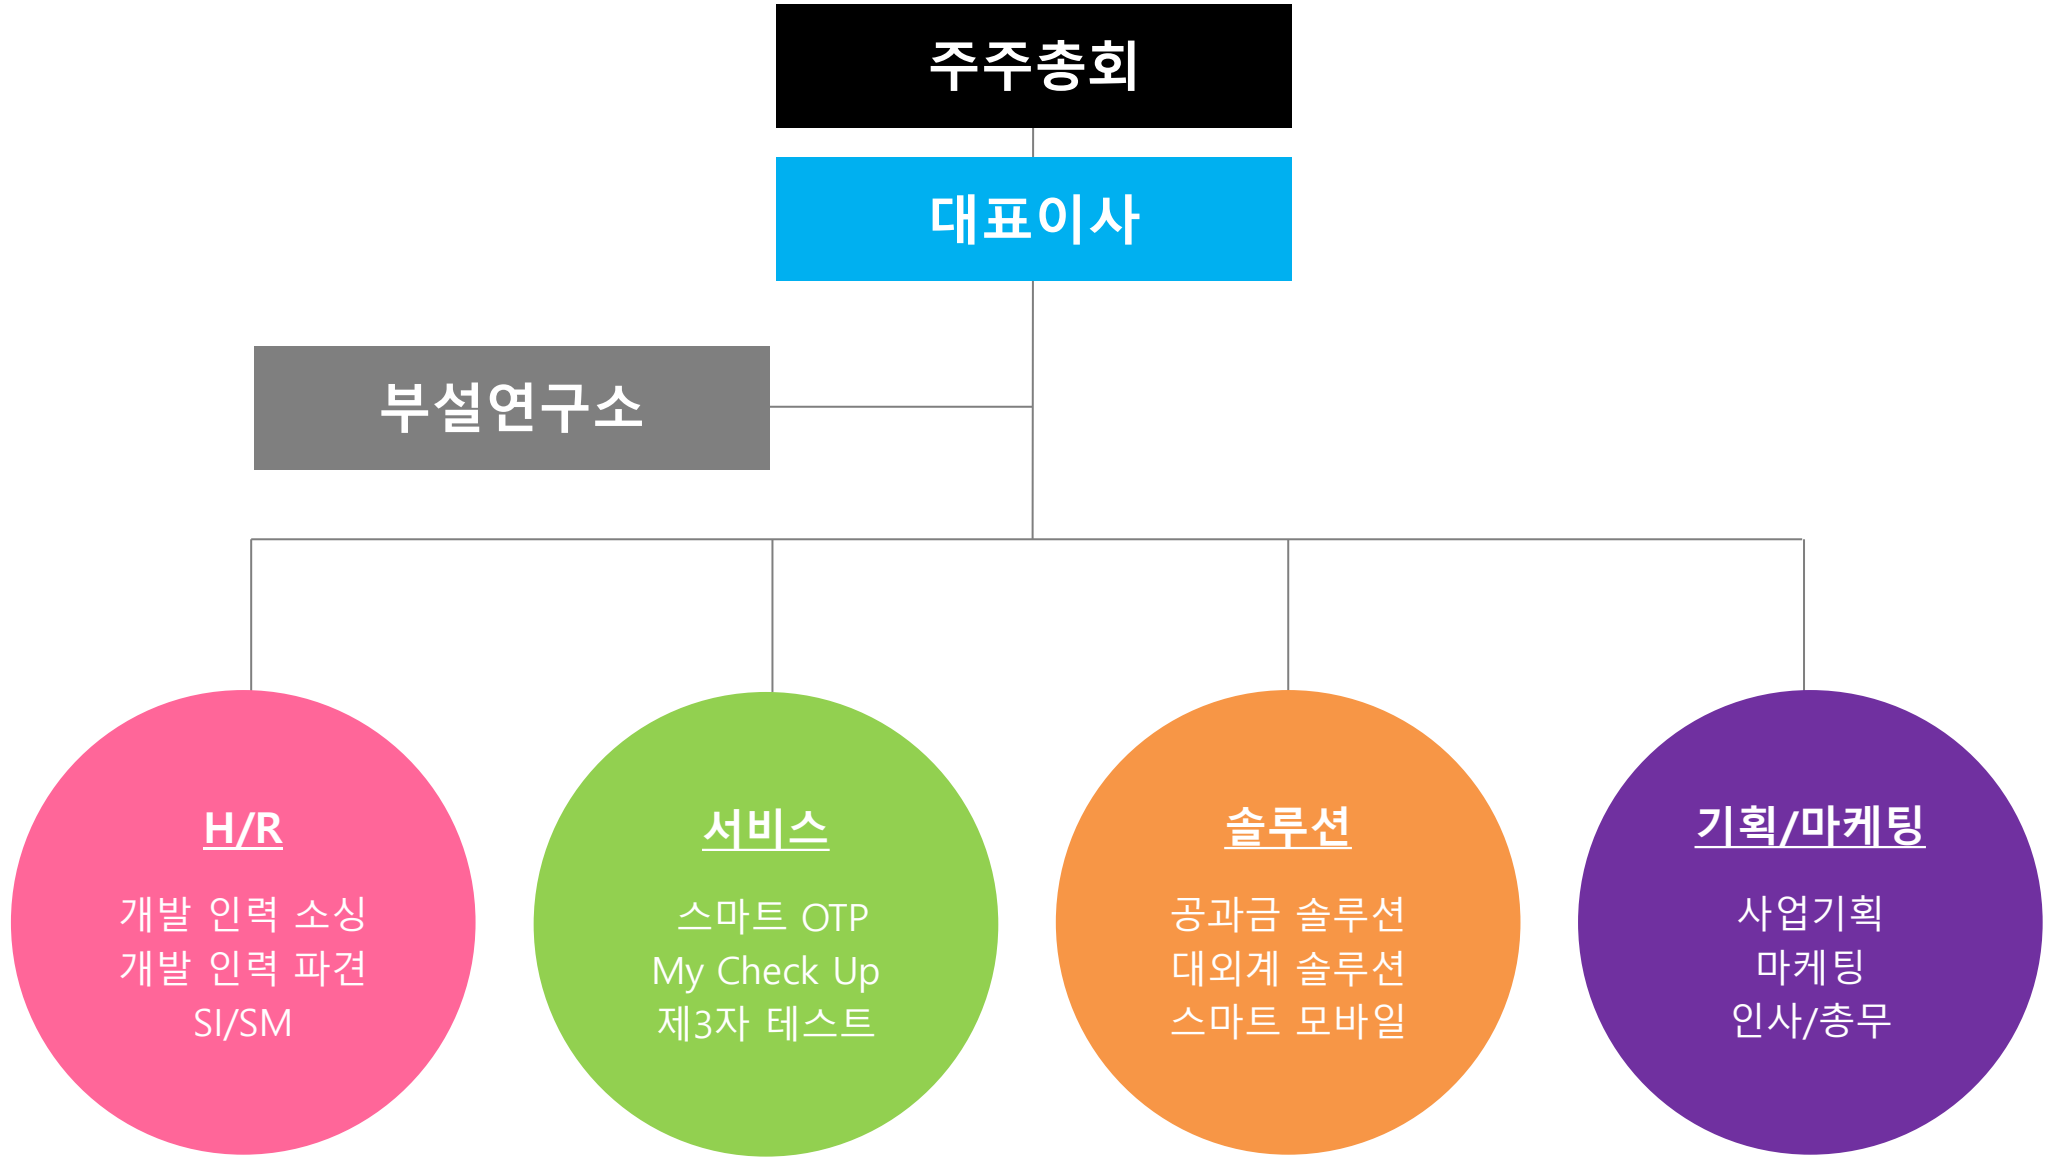 주주총회
대표이사
부설연구소
H/R
개발 인력 소싱
개발 인력 파견
SI/SM
서비스
스마트 OTP
My Check Up
제3자 테스트
솔루션
공과금 솔루션
대외계 솔루션
스마트 모바일
기획/마케팅
사업기획
마케팅
인사/총무